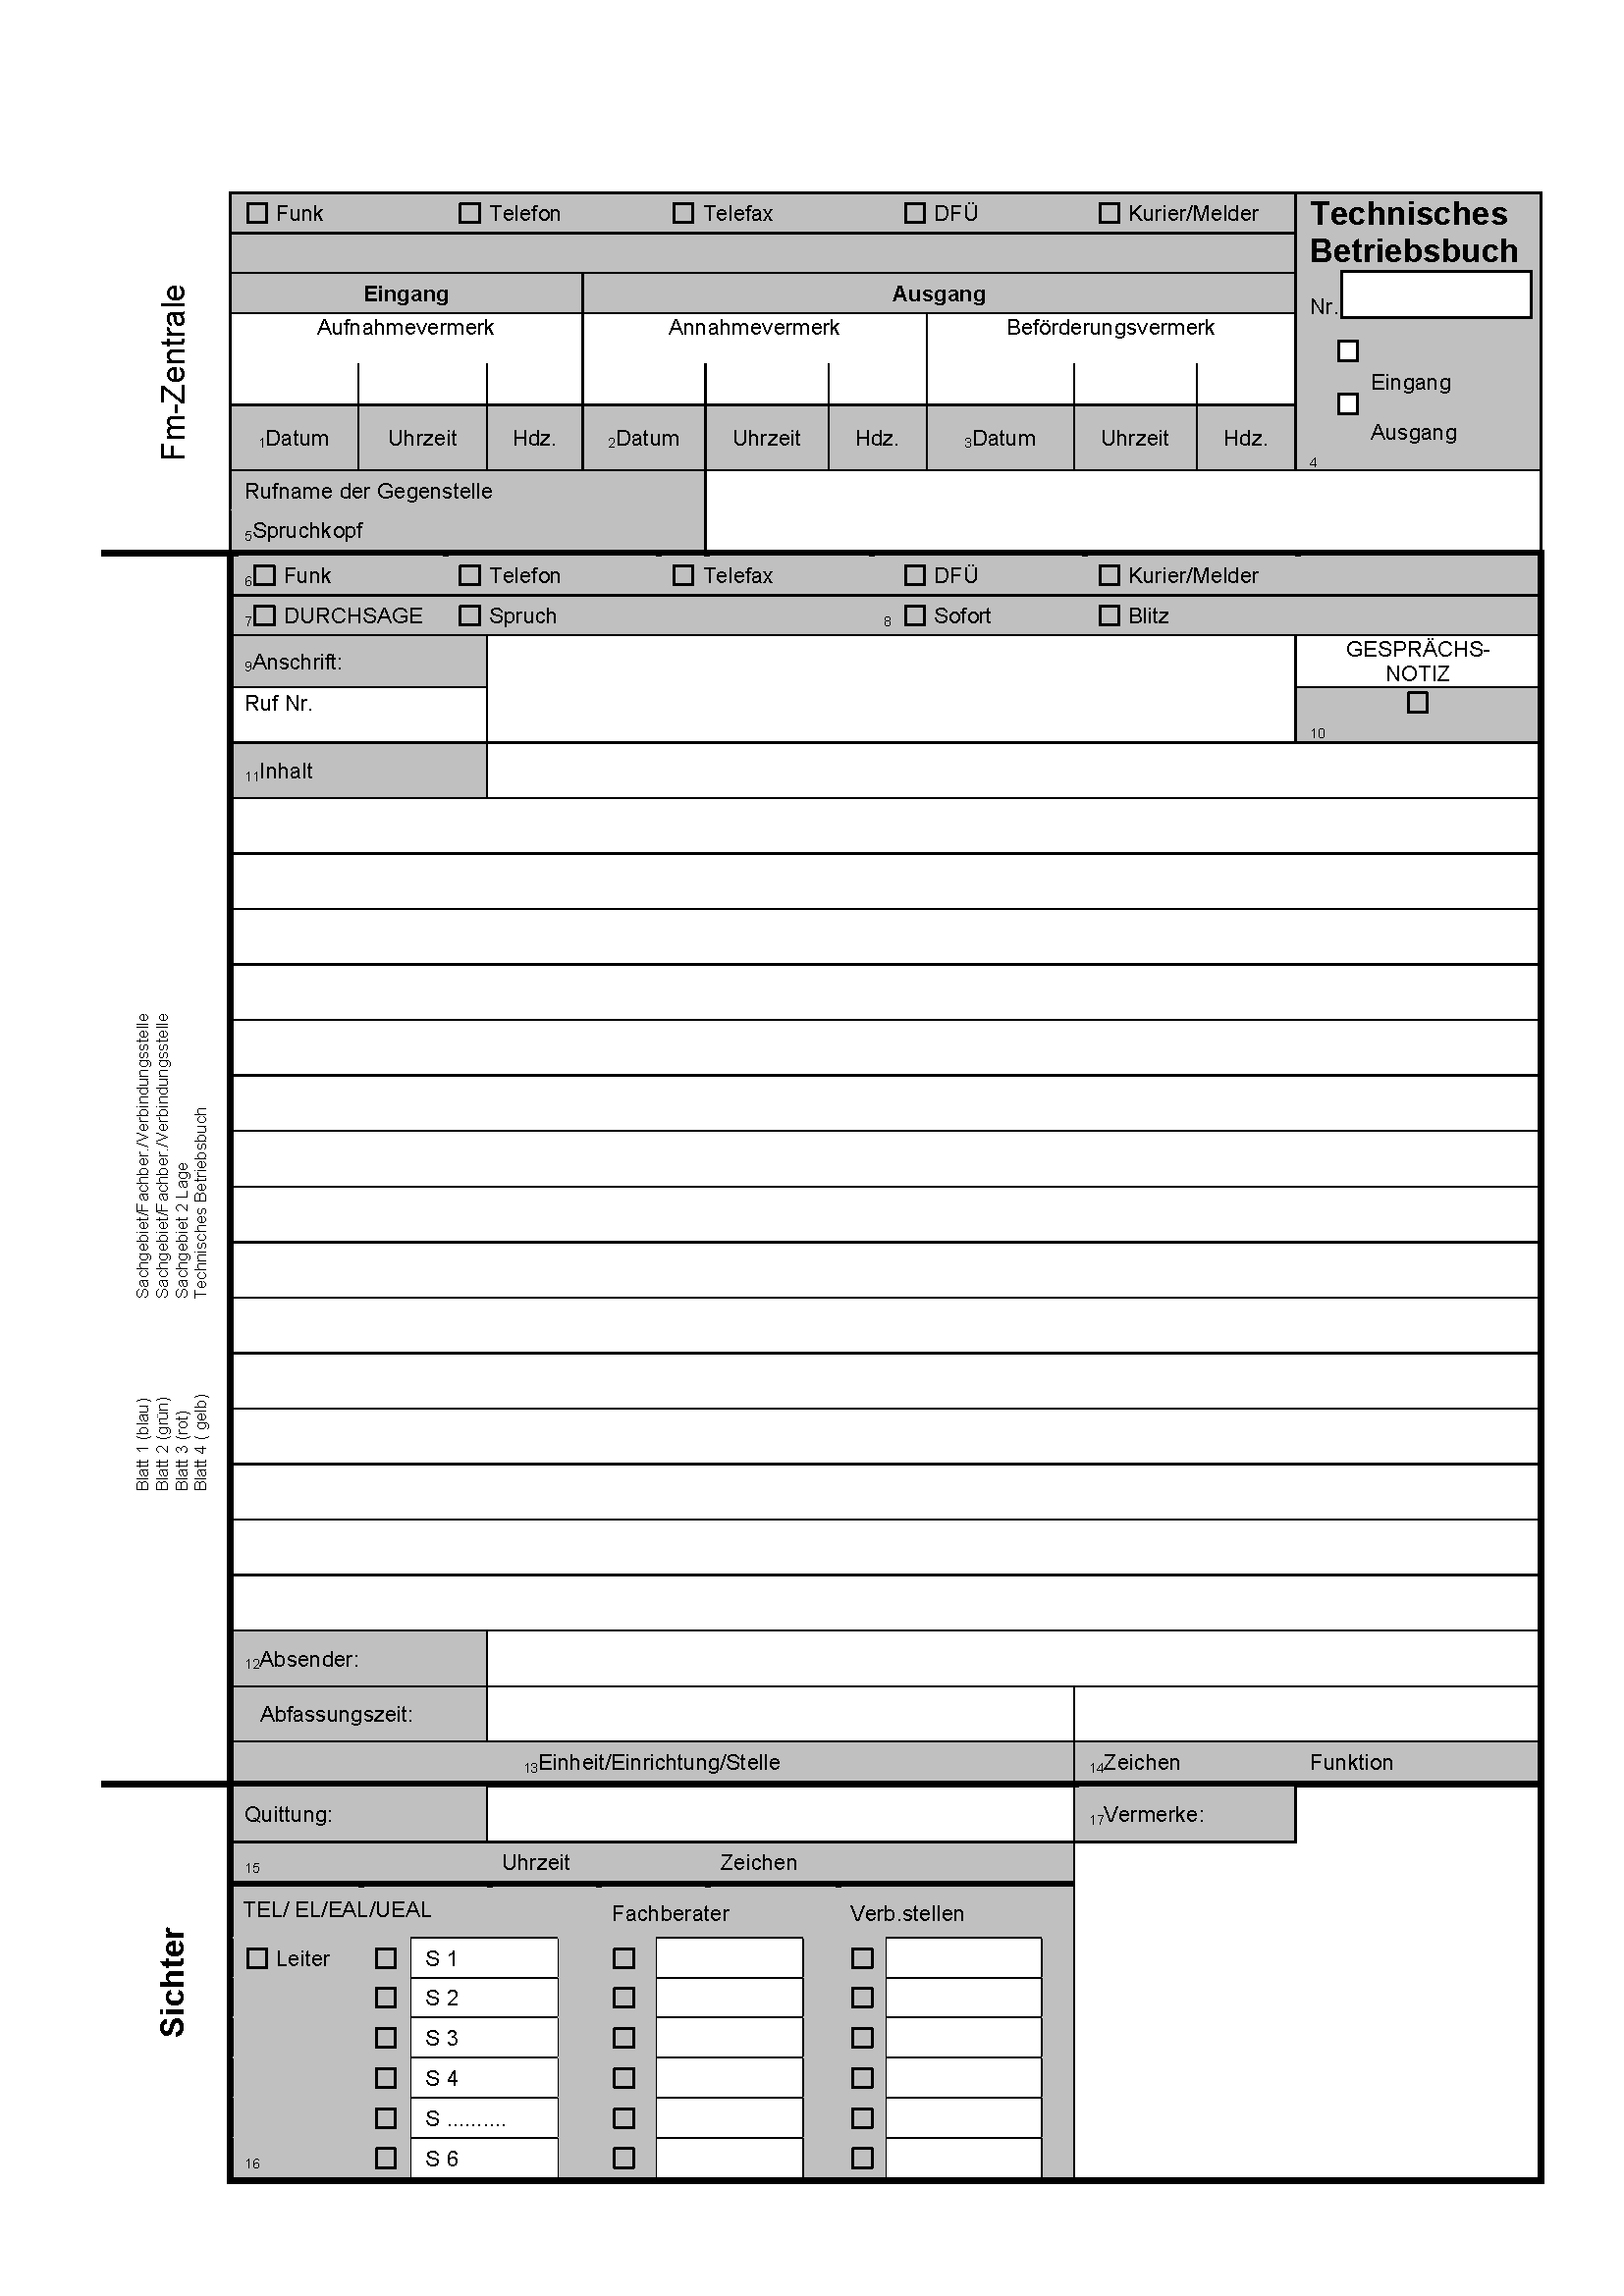 Funk Telefon Telefax DFÜ Kurier/Melder
Technisches
Betriebsbuch
Eingang Ausgang
Nr.
Aufnahmevermerk Annahmevermerk Beförderungsvermerk
Eingang
Ausgang
1Datum Uhrzeit Hdz. 2Datum Uhrzeit Hdz. 3Datum Uhrzeit Hdz.
4
Fm-Zentrale
Rufname der Gegenstelle
5Spruchkopf
6 Funk Telefon Telefax DFÜ Kurier/Melder
7 DURCHSAGE Spruch 8 Sofort Blitz
9Anschrift:
GESPRÄCHS-
NOTIZ
Ruf Nr.
10
11Inhalt
Blatt 1 (blau) Sachgebiet/Fachber./Verbindungsstelle
Blatt 2 (grün) Sachgebiet/Fachber./Verbindungsstelle
Blatt 3 (rot) Sachgebiet 2 Lage
Blatt 4 ( gelb) Technisches Betriebsbuch
12Absender:
Abfassungszeit:
13Einheit/Einrichtung/Stelle 14Zeichen Funktion
Quittung: 17Vermerke:
15 Uhrzeit Zeichen
TEL/ EL/EAL/UEAL Fachberater Verb.stellen
Leiter S 1
S 2
S 3
S 4
S ..........
16 S 6
Sichter